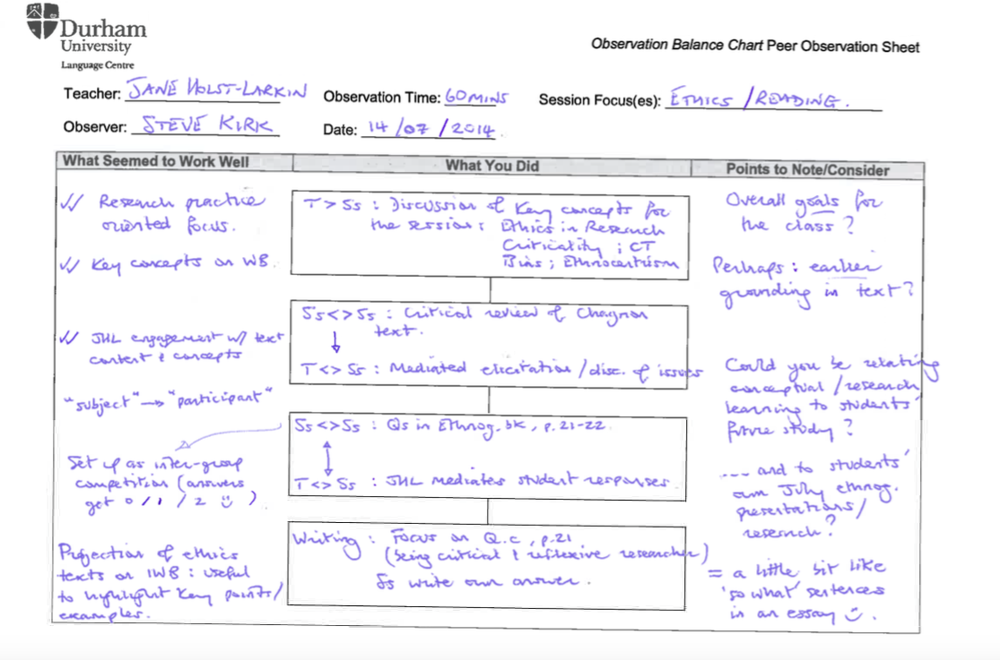 Durham
University
Language Centre
Observation Balance Chart Peer Observation Sheet
Teacher: JANE HOLST-LARKIN Observation Time: 60 MINS Session Focus(es): ETHICS / READING.
Observer: STEVE KIRK Date: 14/07/2014.
What Seemed to Work Well
✓✓ Research practice
oriented focus.
✓✓ Key concepts on WB.
✓✓ JHL engagement w/ text
content & concepts
"subject" → "participant"
Set up as inter-group
competition (answers
get 0/1/2 ☺ )
Projection of ethics
texts on IWB : useful
to highlight key points/
examples.
What You Did
T > Ss : Discussion of key concepts for
the session : Ethics in Research
Criticality ; CT
Bias ; Ethnocentrism
Ss <> Ss : Critical review of Chagnon
text.
↓
T <> Ss : Mediated elicitation / disc. of issues
Ss <> Ss : Qs in Ethnog. bk, p. 21-22.
↕
T <> Ss : JHL mediates student responses.
Writing : Focus on Q.c, p.21
(being critical & reflexive researcher)
Ss write own answer.
Points to Note/Consider
Overall goals for
the class ?
Perhaps : earlier
grounding in text ?
Could you be relating
conceptual / research
learning to students'
future study ?
.... and to students'
own July ethnog.
presentations/
research ?
= a little bit like
'so what' sentences
in an essay ☺.